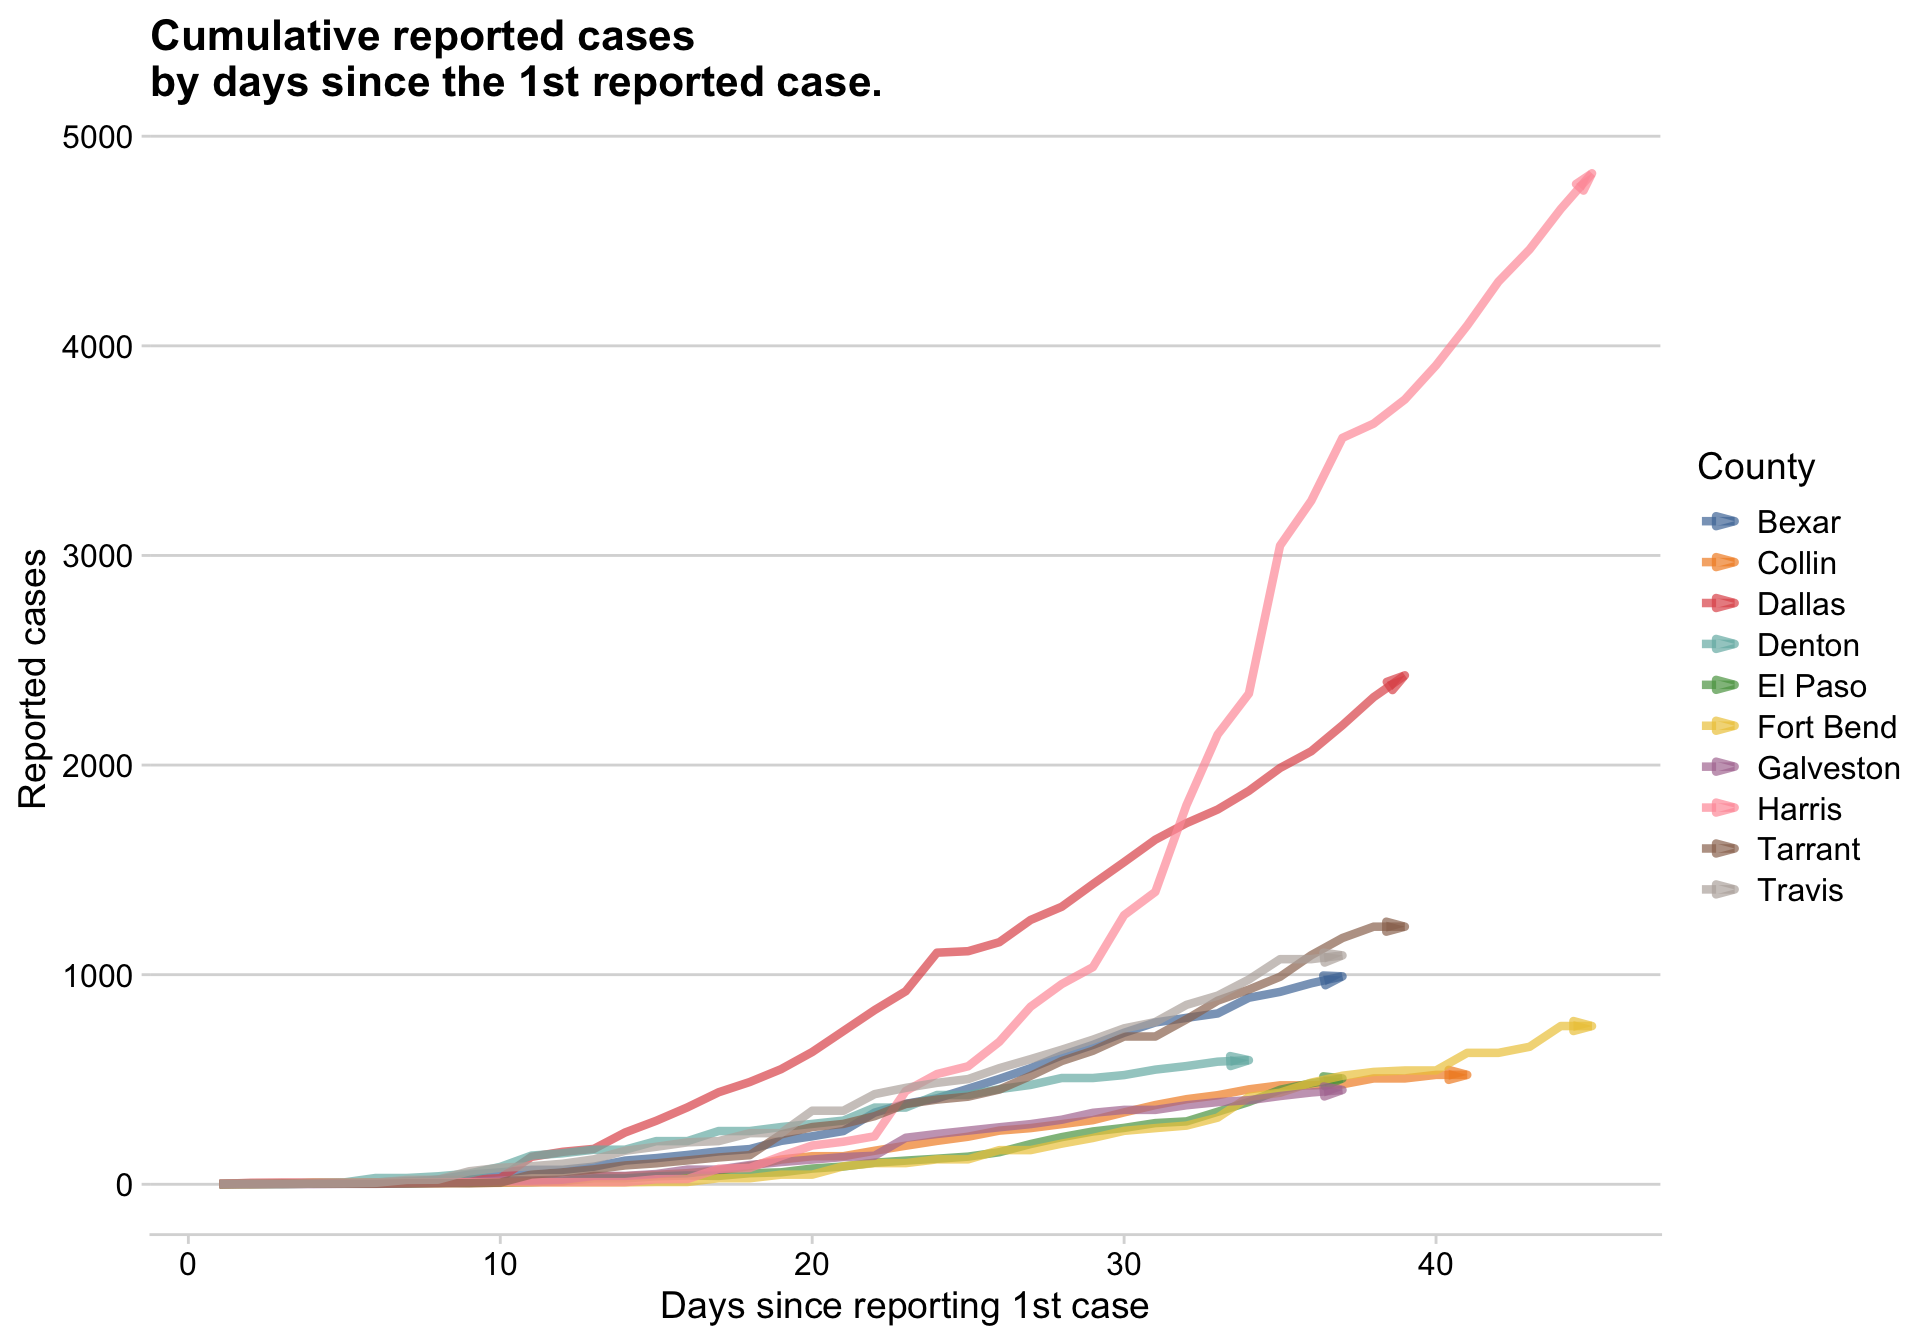 Cumulative reported cases
by days since the 1st reported case.
5000
4000
3000
2000
1000
0
Reported cases
0 10 20 30 40
Days since reporting 1st case
County
Bexar
Collin
Dallas
Denton
El Paso
Fort Bend
Galveston
Harris
Tarrant
Travis